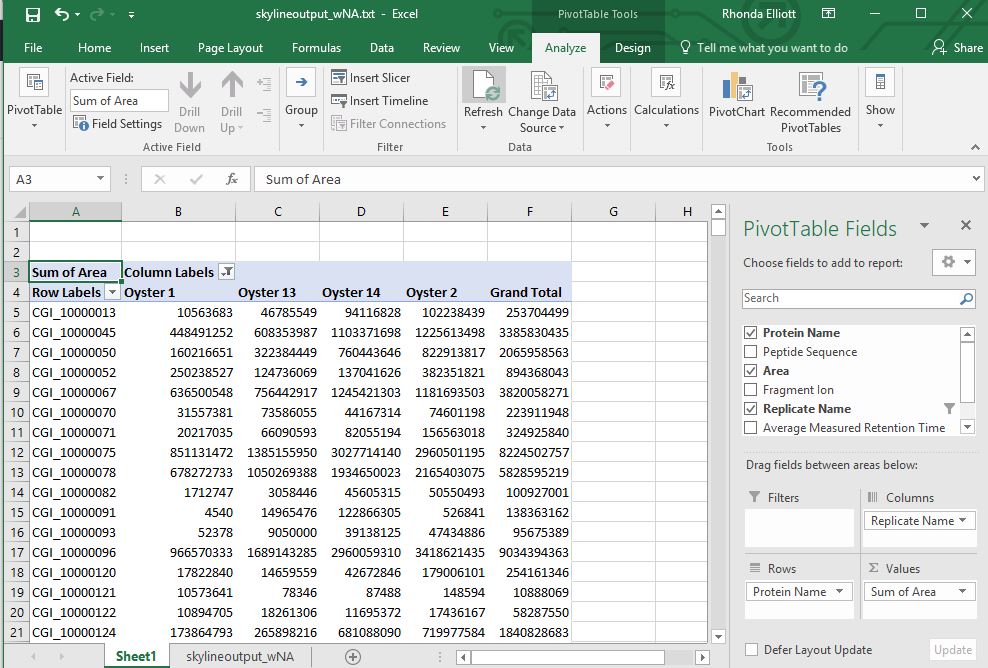 skylineoutput_wNA.txt - Excel
PivotTable Tools
Rhonda Elliott
File Home Insert Page Layout Formulas Data Review View Analyze Design Tell me what you want to do Share
PivotTable
Active Field:
Sum of Area
Field Settings
Drill Down
Drill Up
Active Field
Group
Insert Slicer
Insert Timeline
Filter Connections
Filter
Refresh
Change Data Source
Data
Actions
Calculations
PivotChart
Recommended PivotTables
Tools
Show
A3 fx Sum of Area
A B C D E F G H
1
2
3 Sum of Area Column Labels
4 Row Labels Oyster 1 Oyster 13 Oyster 14 Oyster 2 Grand Total
5 CGI_10000013 10563683 46785549 94116828 102238439 253704499
6 CGI_10000045 448491252 608353987 1103371698 1225613498 3385830435
7 CGI_10000050 160216651 322384449 760443646 822913817 2065958563
8 CGI_10000052 250238527 124736069 137041626 382351821 894368043
9 CGI_10000067 636500548 756442917 1245421303 1181693503 3820058271
10 CGI_10000070 31557381 73586055 44167314 74601198 223911948
11 CGI_10000071 20217035 66090593 82055194 156563018 324925840
12 CGI_10000075 851131472 1385155950 3027714140 2960501195 8224502757
13 CGI_10000078 678272733 1050269388 1934650023 2165403075 5828595219
14 CGI_10000082 1712747 3058446 45605315 50550493 100927001
15 CGI_10000091 4540 14965476 122866305 526841 138363162
16 CGI_10000093 52378 9050000 39138125 47434886 95675389
17 CGI_10000096 966570333 1689143285 2960059310 3418621435 9034394363
18 CGI_10000120 17822840 14659559 42672846 179006101 254161346
19 CGI_10000121 10573641 78346 87488 148594 10888069
20 CGI_10000122 10894705 18261306 11695372 17436167 58287550
21 CGI_10000124 173864793 265898216 681088090 719977584 1840828683
Sheet1 skylineoutput_wNA
PivotTable Fields
Choose fields to add to report:
Search
Protein Name
Peptide Sequence
Area
Fragment Ion
Replicate Name
Average Measured Retention Time
Drag fields between areas below:
Filters Columns
Replicate Name
Rows Σ Values
Protein Name Sum of Area
Defer Layout Update Update